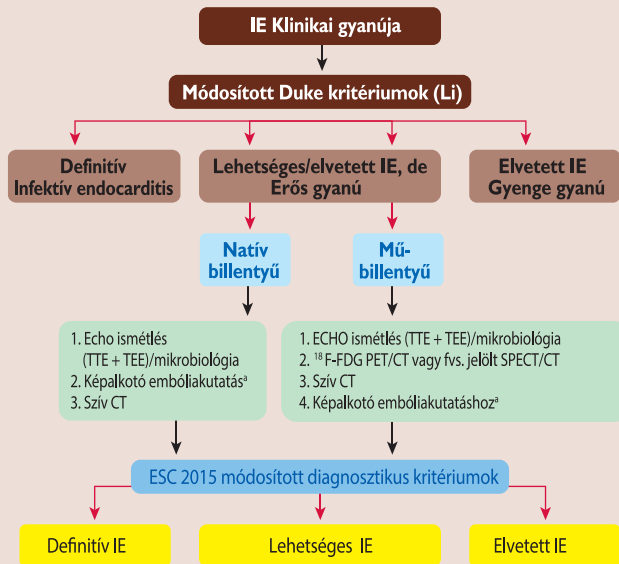 IE Klinikai gyanúja
Módosított Duke kritériumok (Li)
Definitív
Infektív endocarditis
Lehetséges/elvetett IE, de
Erős gyanú
Elvetett IE
Gyenge gyanú
Natív
billentyű
Mű-
billentyű
1. Echo ismétlés
(TTE + TEE)/mikrobiológia
2. Képalkotó embóliakutatásᵃ
3. Szív CT
1. ECHO ismétlés (TTE + TEE)/mikrobiológia
2. ¹⁸ F-FDG PET/CT vagy fvs. jelölt SPECT/CT
3. Szív CT
4. Képalkotó embóliakutatáshozᵃ
ESC 2015 módosított diagnosztikus kritériumok
Definitív IE
Lehetséges IE
Elvetett IE